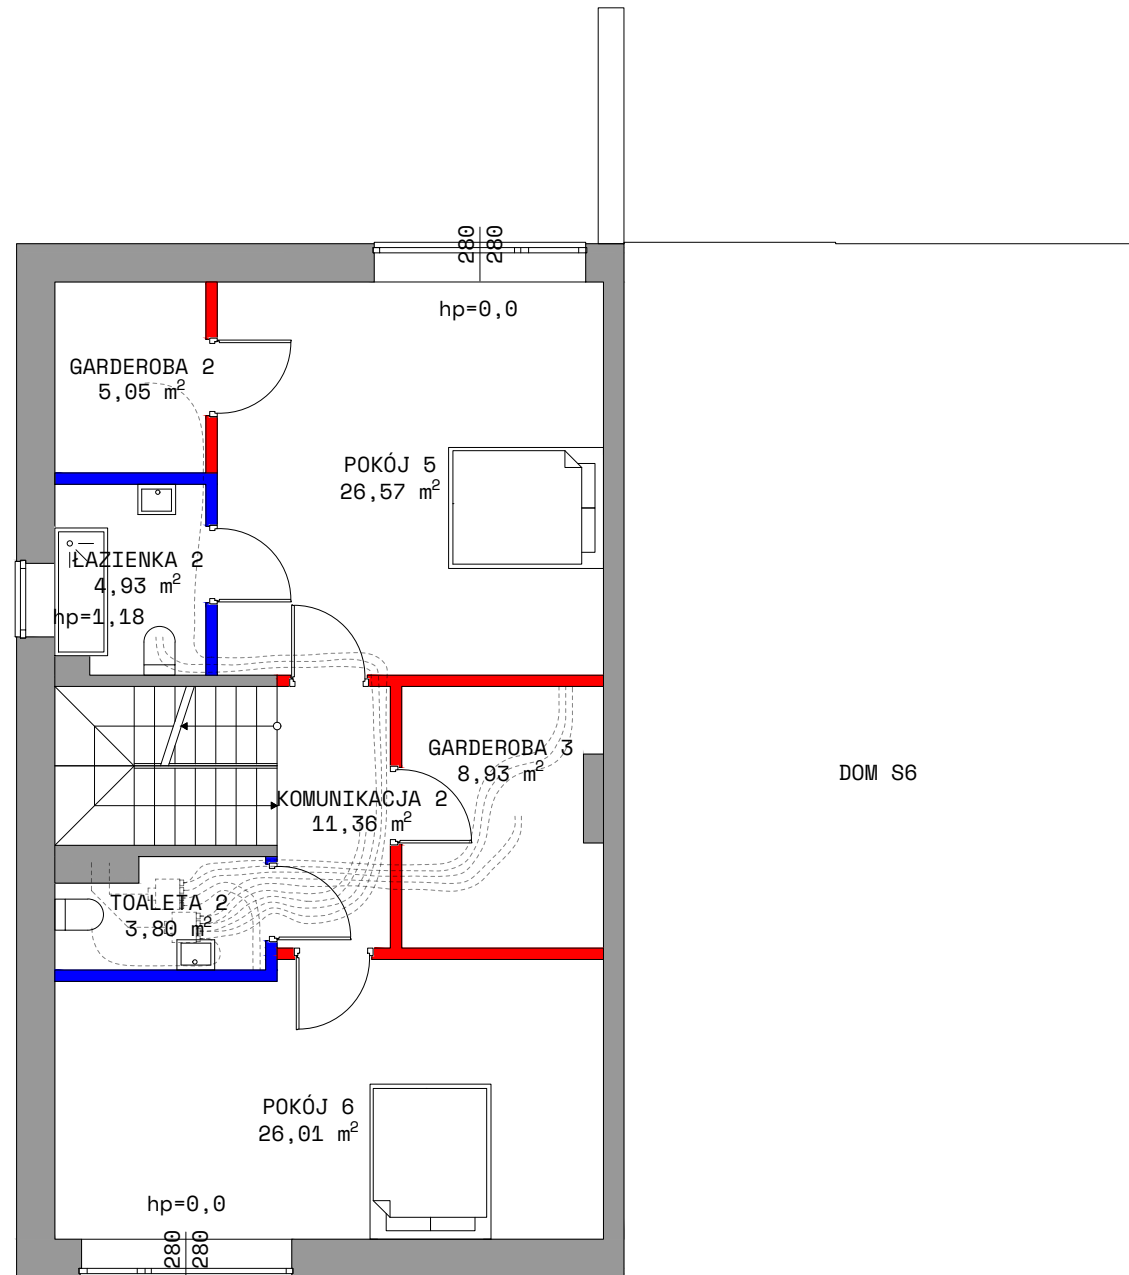 280
280
hp=0,0
GARDEROBA 2
5,05 m²
POKÓJ 5
26,57 m²
ŁAZIENKA 2
4,93 m²
hp=1,18
GARDEROBA 3
8,93 m²
DOM S6
KOMUNIKACJA 2
11,36 m²
TOALETA 2
3,80 m²
POKÓJ 6
26,01 m²
hp=0,0
280
280